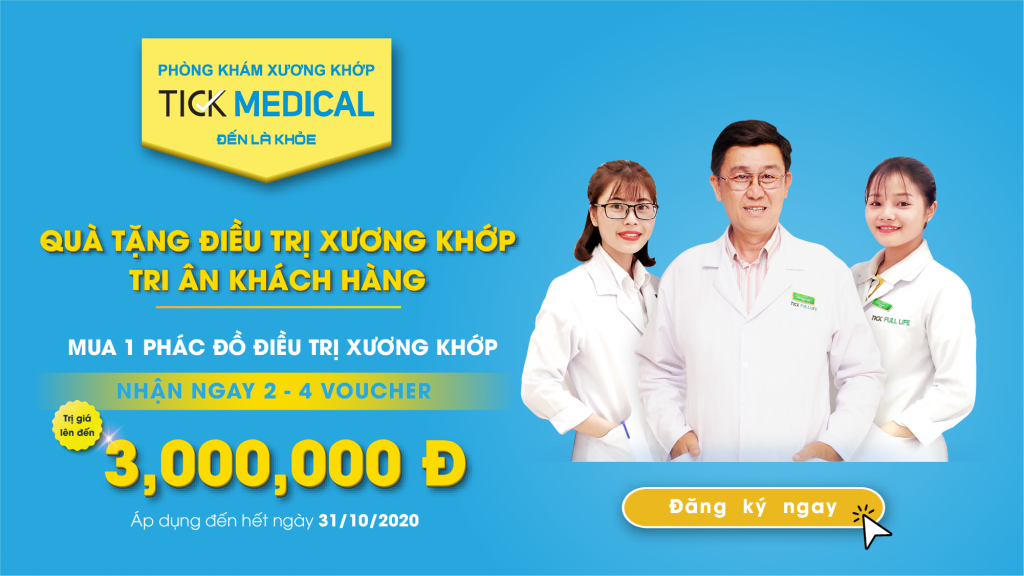 PHÒNG KHÁM XƯƠNG KHỚP
TICK MEDICAL
ĐẾN LÀ KHỎE
QUÀ TẶNG ĐIỀU TRỊ XƯƠNG KHỚP
TRI ÂN KHÁCH HÀNG
MUA 1 PHÁC ĐỒ ĐIỀU TRỊ XƯƠNG KHỚP
NHẬN NGAY 2 - 4 VOUCHER
Trị giá
lên đến
3,000,000 Đ
Áp dụng đến hết ngày 31/10/2020
TICK FULL LIFE
TICK FULL LIFE
Đăng ký ngay